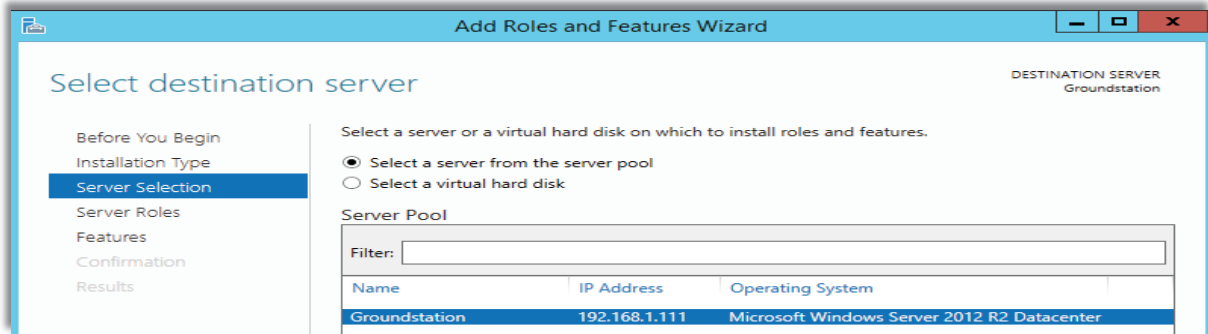 Add Roles and Features Wizard
Select destination server
DESTINATION SERVER
Groundstation
Before You Begin
Installation Type
Server Selection
Server Roles
Features
Confirmation
Results
Select a server or a virtual hard disk on which to install roles and features.
Select a server from the server pool
Select a virtual hard disk
Server Pool
Filter:
Name IP Address Operating System
Groundstation 192.168.1.111 Microsoft Windows Server 2012 R2 Datacenter